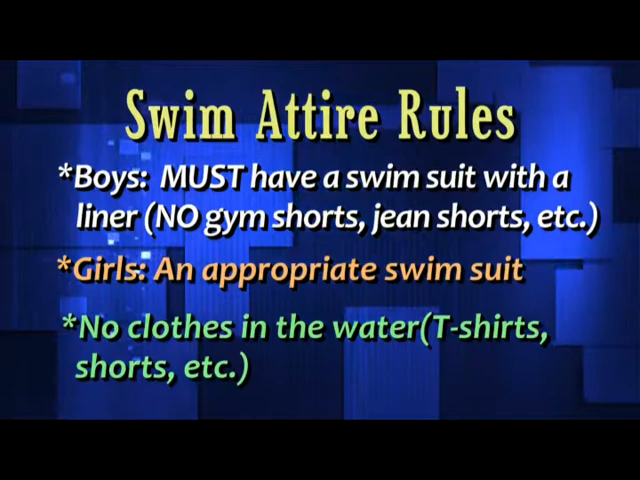 Swim Attire Rules
*Boys: MUST have a swim suit with a
liner (NO gym shorts, jean shorts, etc.)
*Girls: An appropriate swim suit
*No clothes in the water(T-shirts,
shorts, etc.)